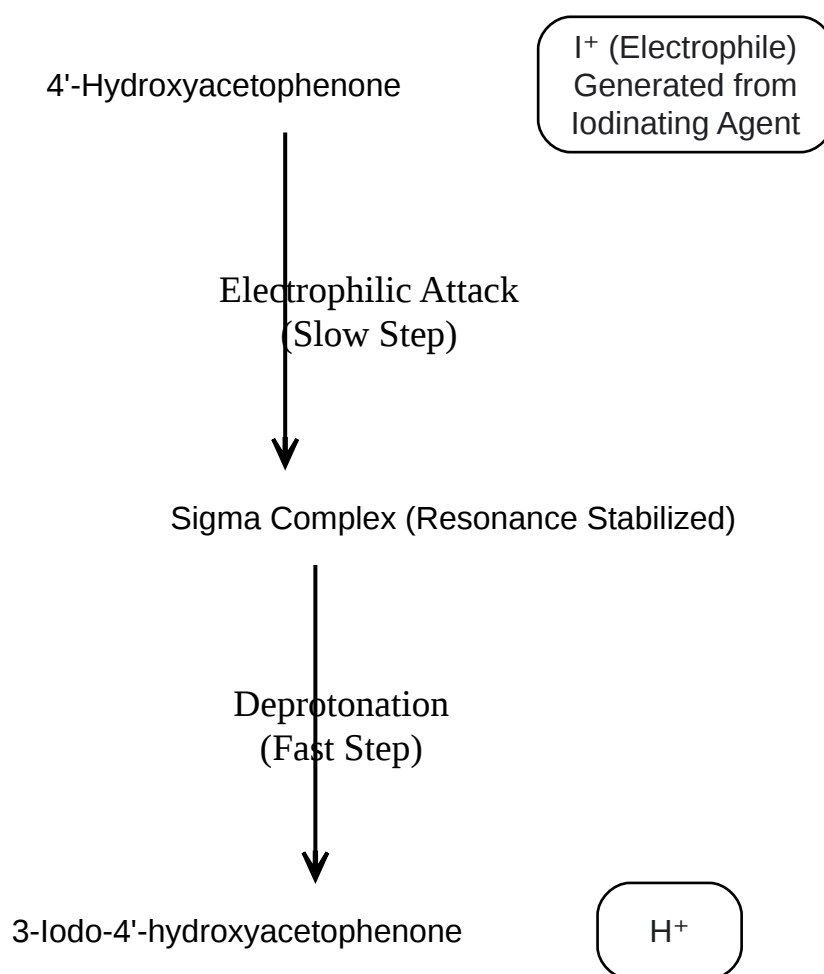 4'-Hydroxyacetophenone
I⁺ (Electrophile)
Generated from
Iodinating Agent
Electrophilic Attack
(Slow Step)
Sigma Complex (Resonance Stabilized)
Deprotonation
(Fast Step)
3-Iodo-4'-hydroxyacetophenone
H⁺